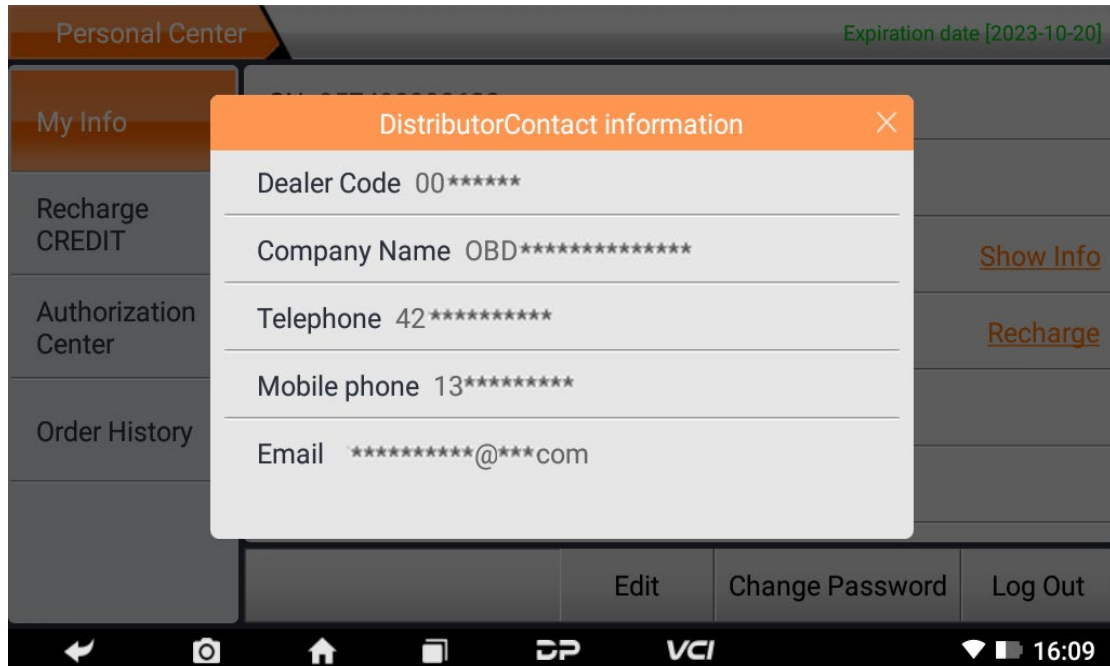 Personal Center
Expiration date [2023-10-20]
My Info
DistributorContact information
Dealer Code 00******
Recharge
CREDIT
Company Name OBD**************
Show Info
Authorization
Center
Telephone 42**********
Recharge
Mobile phone 13*********
Order History
Email **********@***com
Edit
Change Password
Log Out
DP
VCI
16:09